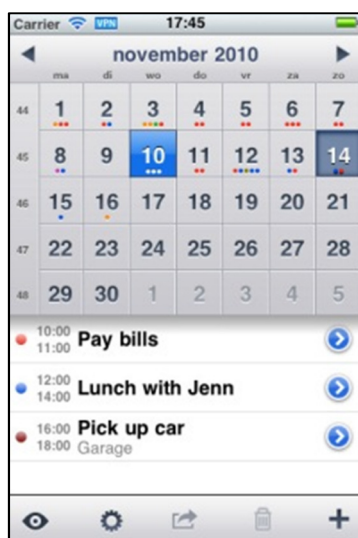 Carrier VPN 17:45
november 2010
ma di wo do vr za zo
44 1 2 3 4 5 6 7
45 8 9 10 11 12 13 14
46 15 16 17 18 19 20 21
47 22 23 24 25 26 27 28
48 29 30 1 2 3 4 5
10:00 Pay bills
11:00
12:00 Lunch with Jenn
14:00
16:00 Pick up car
18:00 Garage